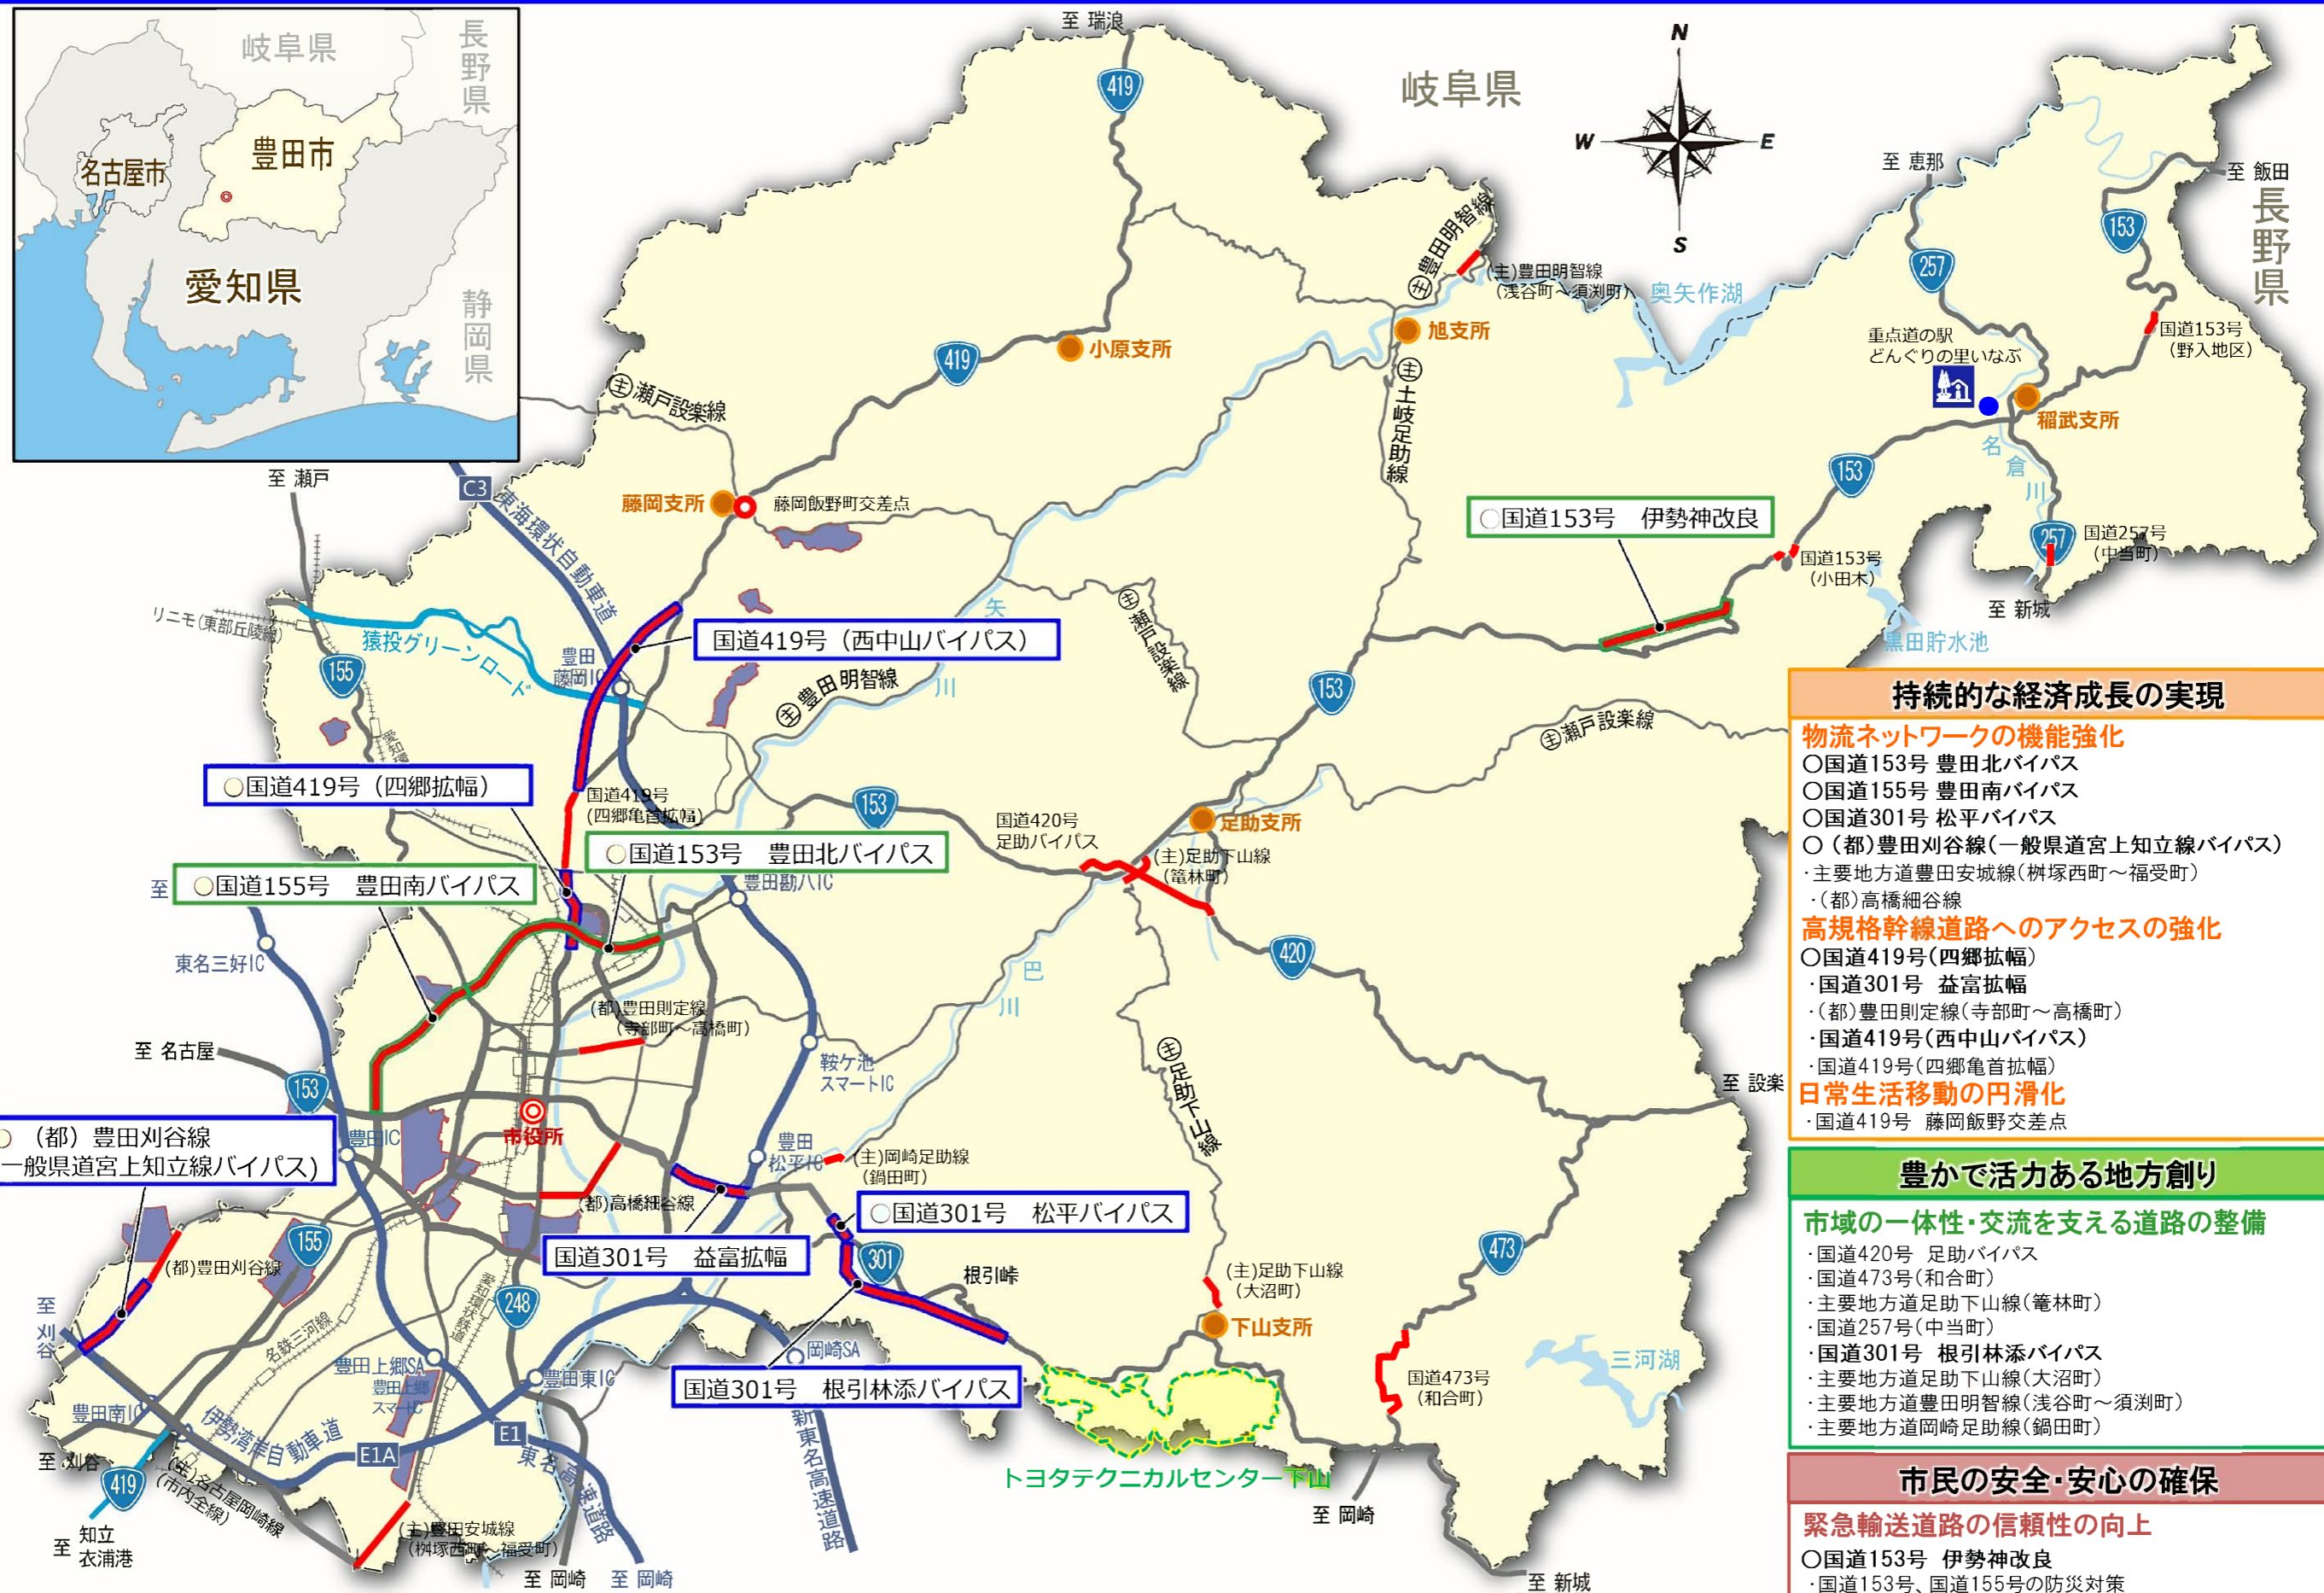 岐阜県
長野県
名古屋市
豊田市
愛知県
静岡県
至 瑞浪
419
岐阜県
N
W
E
S
至 恵那
至 飯田
長野県
153
257
(主)豊田明智線
(主)豊田明智線
(浅谷町～須渕町)
奥矢作湖
旭支所
小原支所
419
国道153号
(野入地区)
重点道の駅
どんぐりの里いなぶ
稲武支所
名倉川
(主)瀬戸設楽線
(主)土岐足助線
153
至 瀬戸
C3
東海環状自動車道
藤岡支所
藤岡飯野町交差点
○国道153号 伊勢神改良
257
国道257号
(中当町)
国道153号
(小田木)
至 新城
黒田貯水池
リニモ(東部丘陵線)
猿投グリーンロード
155
豊田
藤岡IC
国道419号（西中山バイパス）
矢
川
(主)瀬戸設楽線
(主)豊田明智線
153
(主)瀬戸設楽線
○国道419号（四郷拡幅）
国道419号
(四郷亀首拡幅)
153
国道420号
足助バイパス
足助支所
(主)足助下山線
(篭林町)
○国道153号 豊田北バイパス
至
○国道155号 豊田南バイパス
豊田勘八IC
東名三好IC
420
巴
川
(都)豊田則定線
(寺部町～高橋町)
至 名古屋
153
鞍ケ池
スマートIC
(主)足助下山線
至 設楽
○（都）豊田刈谷線
一般県道宮上知立線バイパス)
豊田IC
市役所
豊田
松平IC
(主)岡崎足助線
(鍋田町)
(都)高橋細谷線
○国道301号 松平バイパス
国道301号 益富拡幅
301
根引峠
155
(都)豊田刈谷線
至 刈谷
名鉄三河線
愛知環状鉄道
248
(主)足助下山線
(大沼町)
下山支所
473
岡崎SA
豊田上郷SA
豊田上郷
スマートIC
豊田東IC
国道301号 根引林添バイパス
国道473号
(和合町)
三河湖
豊田南IC
伊勢湾岸自動車道
E1A
E1
東名高速道路
新東名高速道路
トヨタテクニカルセンター下山
至 刈谷
419
(主)名古屋岡崎線
(市内全線)
至 知立
衣浦港
(主)豊田安城線
(桝塚西町～福受町)
至 岡崎
至 岡崎
至 岡崎
至 新城
持続的な経済成長の実現
物流ネットワークの機能強化
○国道153号 豊田北バイパス
○国道155号 豊田南バイパス
○国道301号 松平バイパス
○（都)豊田刈谷線(一般県道宮上知立線バイパス)
・主要地方道豊田安城線(桝塚西町～福受町)
・(都)高橋細谷線
高規格幹線道路へのアクセスの強化
○国道419号(四郷拡幅)
・国道301号 益富拡幅
・(都)豊田則定線(寺部町～高橋町)
・国道419号(西中山バイパス)
・国道419号(四郷亀首拡幅)
日常生活移動の円滑化
・国道419号 藤岡飯野交差点
豊かで活力ある地方創り
市域の一体性・交流を支える道路の整備
・国道420号 足助バイパス
・国道473号(和合町)
・主要地方道足助下山線(篭林町)
・国道257号(中当町)
・国道301号 根引林添バイパス
・主要地方道足助下山線(大沼町)
・主要地方道豊田明智線(浅谷町～須渕町)
・主要地方道岡崎足助線(鍋田町)
市民の安全・安心の確保
緊急輸送道路の信頼性の向上
○国道153号 伊勢神改良
・国道153号、国道155号の防災対策